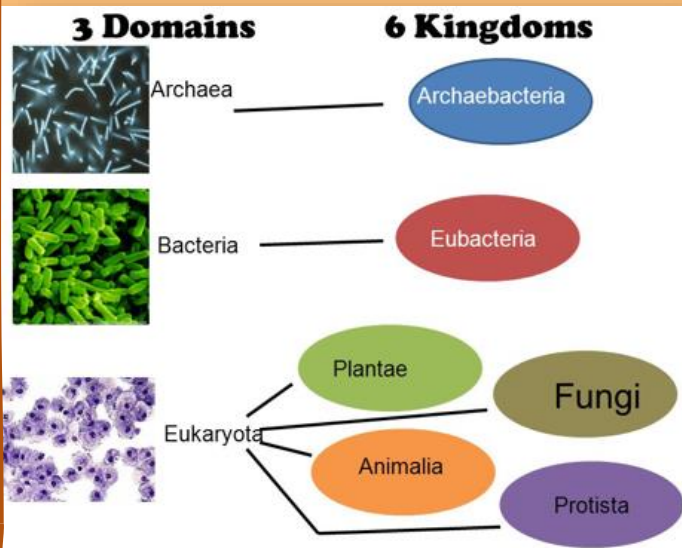 3 Domains
6 Kingdoms
Archaea
Archaebacteria
Bacteria
Eubacteria
Eukaryota
Plantae
Fungi
Animalia
Protista